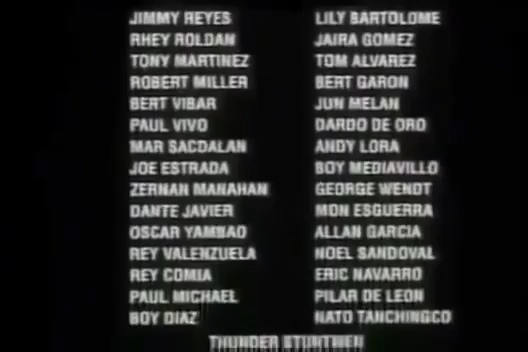 JIMMY REYES LILY BARTOLOME
RHEY ROLDAN JAIRA GOMEZ
TONY MARTINEZ TOM ALVAREZ
ROBERT MILLER BERT GARON
BERT VIBAR JUN MELAN
PAUL VIVO DARDO DE ORO
MAR SACDALAN ANDY LORA
JOE ESTRADA BOY MEDIAVILLO
ZERNAN MANAHAN GEORGE WENDT
DANTE JAVIER MON ESGUERRA
OSCAR YAMBAO ALLAN GARCIA
REY VALENZUELA NOEL SANDOVAL
REY COMIA ERIC NAVARRO
PAUL MICHAEL PILAR DE LEON
BOY DIAZ NATO TANCHINGCO
THUNDER STUNTMEN